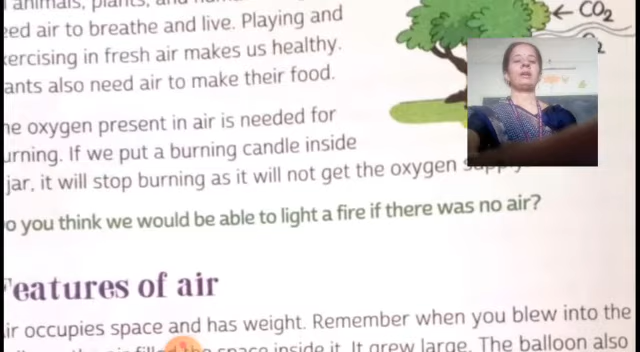 animals, plants, and
eed air to breathe and live. Playing and
ercising in fresh air makes us healthy.
ants also need air to make their food.
he oxygen present in air is needed for
urning. If we put a burning candle inside
jar, it will stop burning as it will not get the oxygen supply
o you think we would be able to light a fire if there was no air?
eatures of air
ir occupies space and has weight. Remember when you blew into the
the space inside it. It grew large. The balloon also
CO2